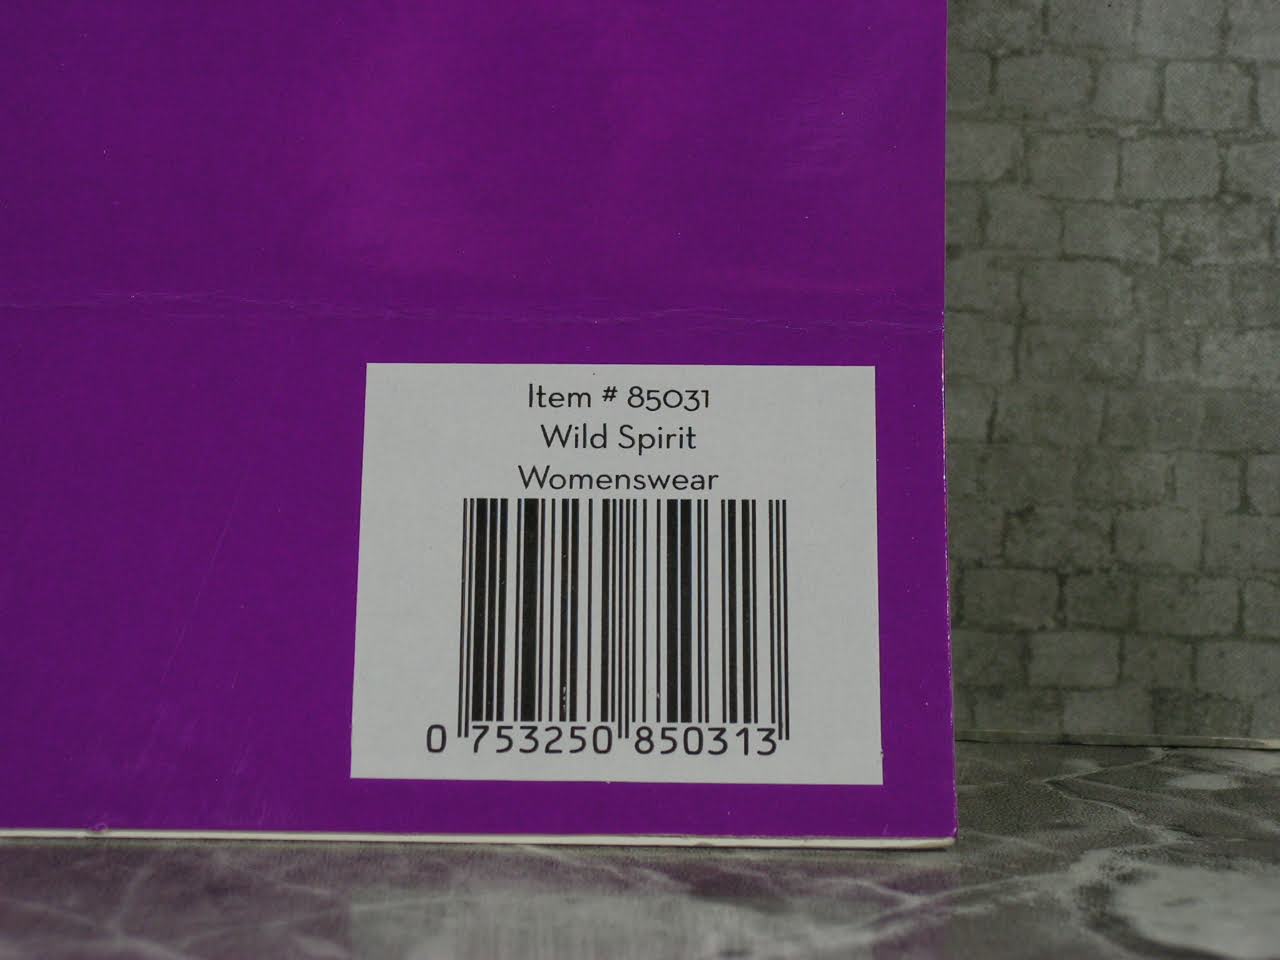 Item # 85031
Wild Spirit
Womenswear
0 753250 850313